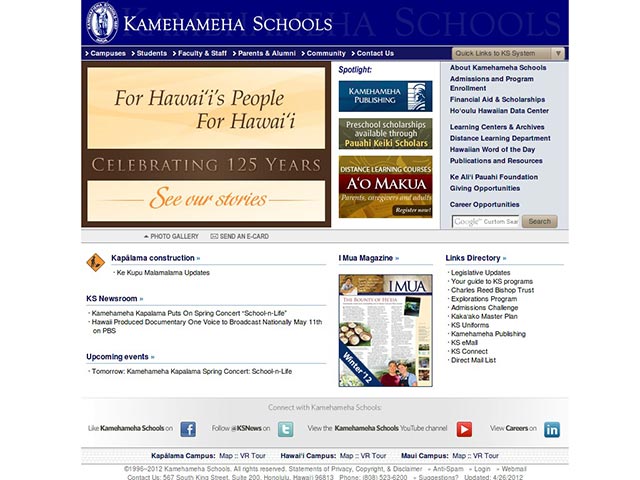 KAMEHAMEHA SCHOOLS
Campuses Students Faculty & Staff Parents & Alumni Community Contact Us
Quick Links to KS System
For Hawai‘i’s People
For Hawai‘i
CELEBRATING 125 YEARS
See our stories
Spotlight:
KAMEHAMEHA
PUBLISHING
Preschool scholarships
available through
Pauahi Keiki Scholars
DISTANCE LEARNING COURSES
A‘O MAKUA
Parents, caregivers and adults
Register now!
About Kamehameha Schools
Admissions and Program
Enrollment
Financial Aid & Scholarships
Ho‘oulu Hawaiian Data Center
Learning Centers & Archives
Distance Learning Department
Hawaiian Word of the Day
Publications and Resources
Ke Ali‘i Pauahi Foundation
Giving Opportunities
Career Opportunities
Google™ Custom Sear
Search
PHOTO GALLERY SEND AN E-CARD
Kapālama construction »
· Ke Kupu Malamalama Updates
KS Newsroom »
· Kamehameha Kapalama Puts On Spring Concert “School-n-Life”
· Hawaii Produced Documentary One Voice to Broadcast Nationally May 11th
on PBS
Upcoming events »
· Tomorrow: Kamehameha Kapalama Spring Concert: School-n-Life
I Mua Magazine »
I MUA
Winter '12
Links Directory »
· Legislative Updates
· Your guide to KS programs
· Charles Reed Bishop Trust
· Explorations Program
· Admissions Challenge
· Kaka‘ako Master Plan
· KS Uniforms
· Kamehameha Publishing
· KS eMail
· KS Connect
· Direct Mail List
Connect with Kamehameha Schools:
Like Kamehameha Schools on
Follow @KSNews on
View the Kamehameha Schools YouTube channel
View Careers on
Kapālama Campus: Map :: VR Tour Hawai‘i Campus: Map :: VR Tour Maui Campus: Map :: VR Tour
©1995–2012 Kamehameha Schools. All rights reserved. Statements of Privacy, Copyright, & Disclaimer » Anti-Spam » Login » Webmail
Contact Us: 567 South King Street, Suite 200, Honolulu, Hawai‘i 96813 Phone: (808) 523-6200 » Suggestions? Updated: 4/26/2012